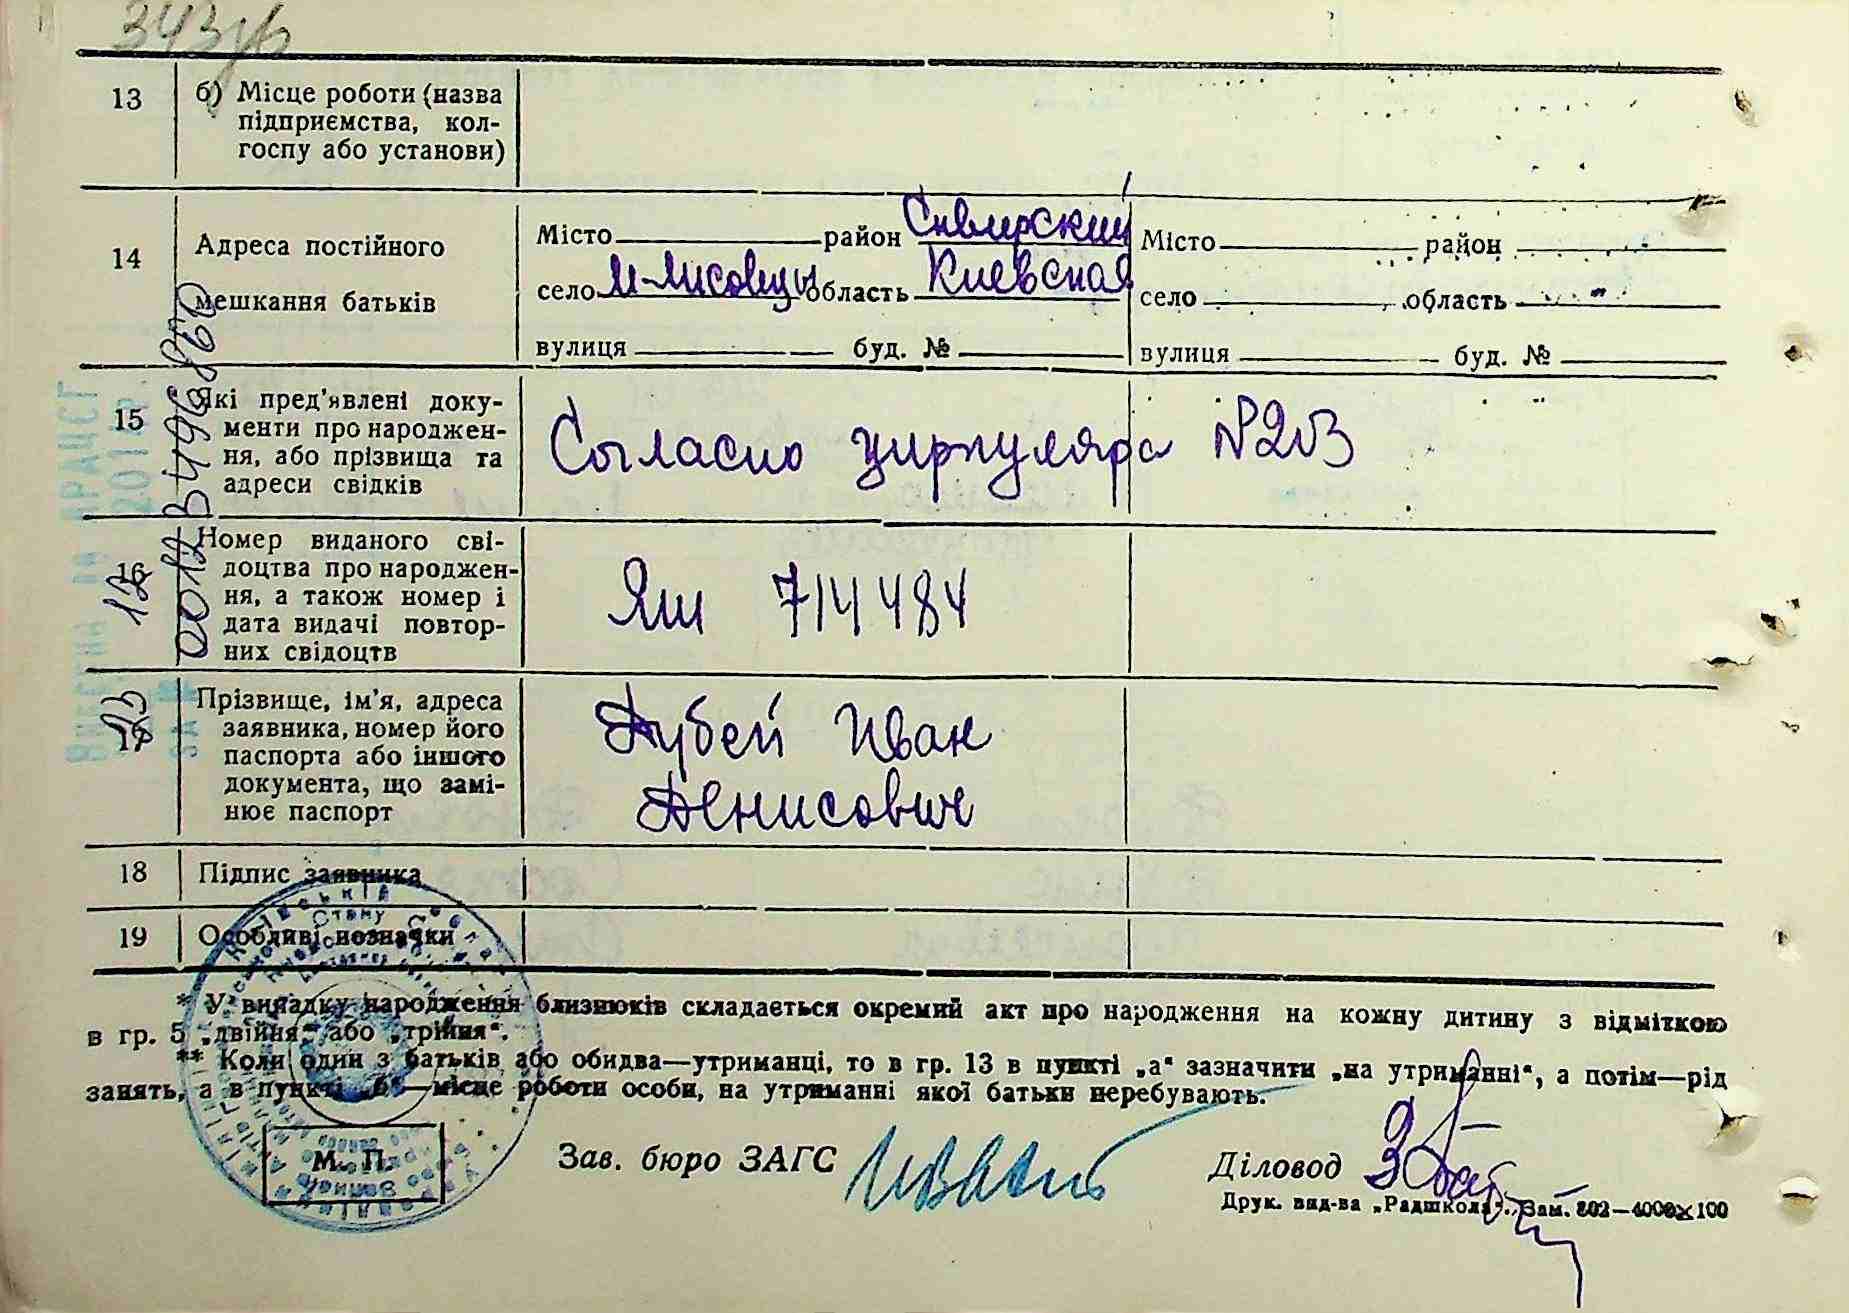 343
13
б) Місце роботи (назва
підприємства, кол-
госпу або установи)
14
Адреса постійного
мешкання батьків
Місто район Сквирский
село область Киевская
вулиця буд. №
Місто район
село область
вулиця буд. №
15
Які пред'явлені доку-
менти про народжен-
ня, або прізвища та
адреси свідків
Согласно циркуляра №203
16
Номер виданого сві-
доцтва про народжен-
ня, а також номер і
дата видачі повтор-
них свідоцтв
Яш 714484
Прізвище, ім'я, адреса
заявника, номер його
паспорта або іншого
документа, що замі-
нює паспорт
Дубей Иван
Денисович
18
Підпис заявника
19
Особливі позначки
* У випадку народження близнюків складається окремий акт про народження на кожну дитину з відміткою
в гр. 5 „двійня“ або „трійня“.
** Коли один з батьків, або обидва—утриманці, то в гр. 13 в пункті „а“ зазначити „на утриманні“, а потім—рід
занять, а в пункті „б“—місце роботи особи, на утриманні якої батьки перебувають.
М. П.
Зав. бюро ЗАГС
Діловод
Друк. вид-ва „Радшкола“. Зам. 802—4000×100
00123496860